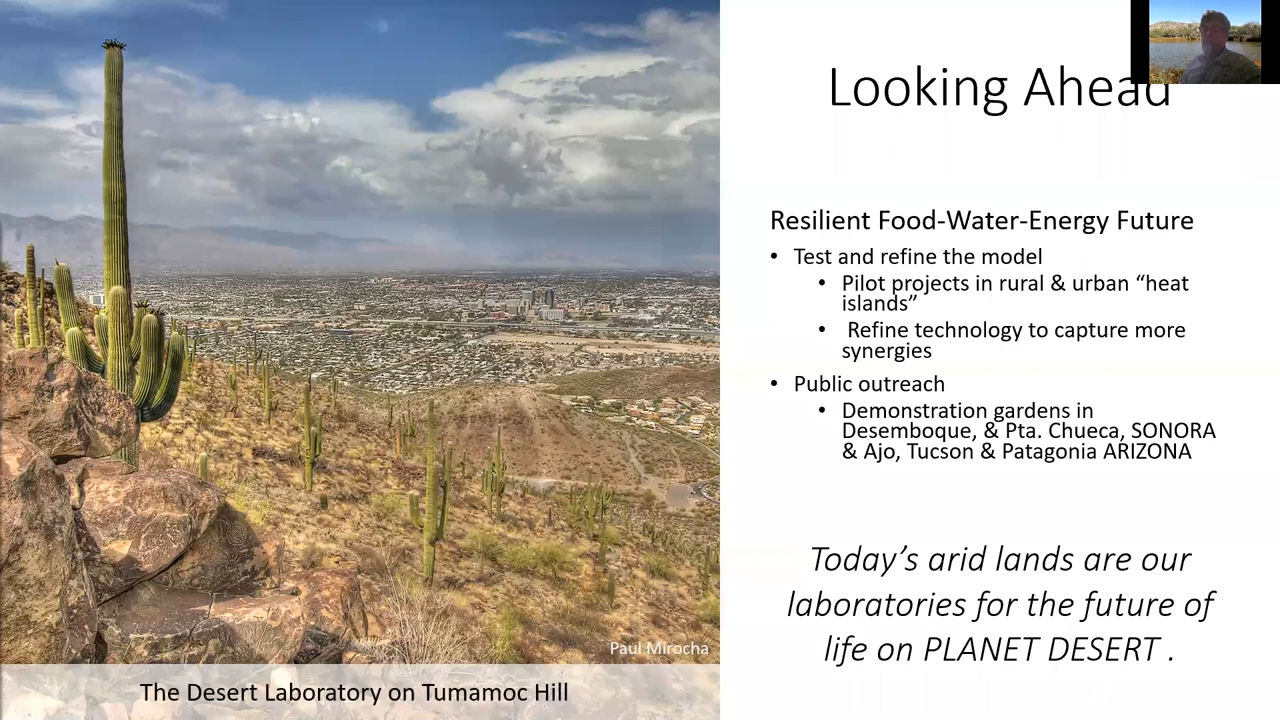 Looking Ahead
Resilient Food-Water-Energy Future
• Test and refine the model
• Pilot projects in rural & urban “heat
islands”
• Refine technology to capture more
synergies
• Public outreach
• Demonstration gardens in
Desemboque, & Pta. Chueca, SONORA
& Ajo, Tucson & Patagonia ARIZONA
Today’s arid lands are our
laboratories for the future of
life on PLANET DESERT .
Paul Mirocha
The Desert Laboratory on Tumamoc Hill